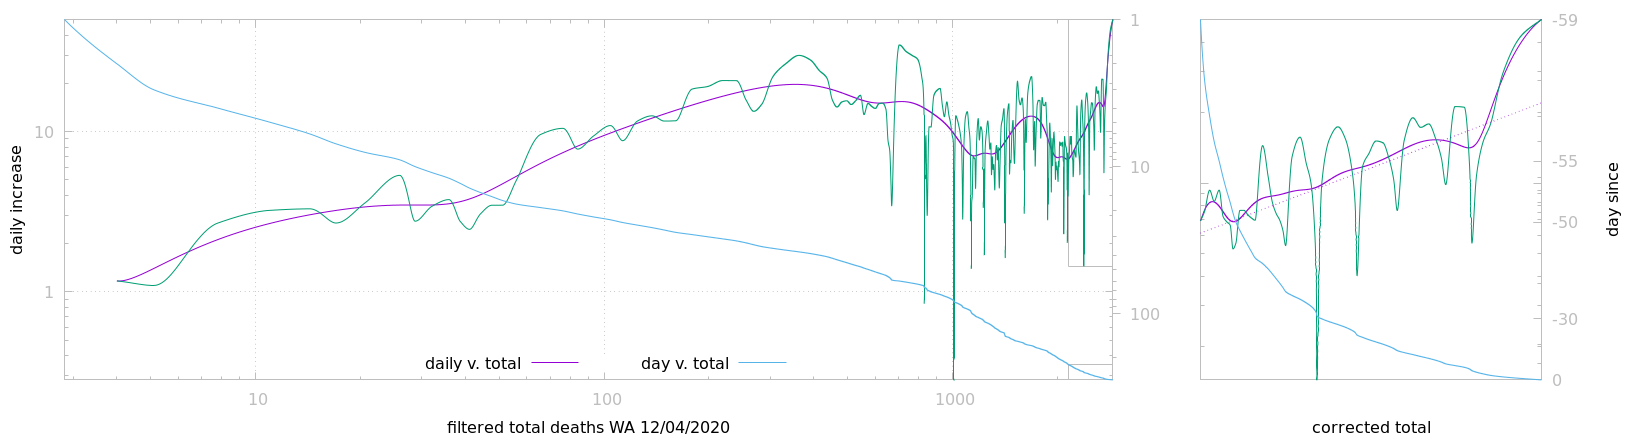 daily increase
10
1
daily v. total
day v. total
10
100
1000
filtered total deaths WA 12/04/2020
1
10
100
-59
-55
-50
-30
0
day since
corrected total